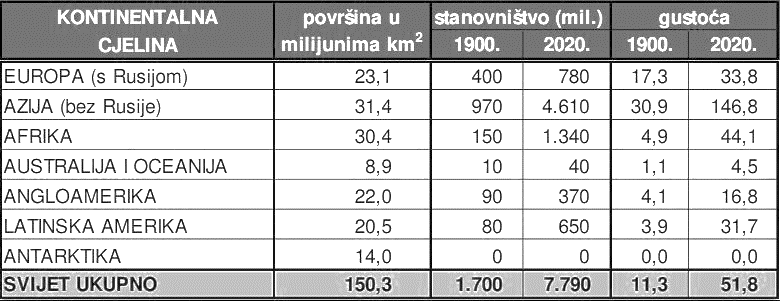 KONTINENTALNA CJELINA površina u milijunima km² stanovništvo (mil.) gustoća
1900. 2020. 1900. 2020.
EUROPA (s Rusijom) 23,1 400 780 17,3 33,8
AZIJA (bez Rusije) 31,4 970 4.610 30,9 146,8
AFRIKA 30,4 150 1.340 4,9 44,1
AUSTRALIJA I OCEANIJA 8,9 10 40 1,1 4,5
ANGLOAMERIKA 22,0 90 370 4,1 16,8
LATINSKA AMERIKA 20,5 80 650 3,9 31,7
ANTARKTIKA 14,0 0 0 0,0 0,0
SVIJET UKUPNO 150,3 1.700 7.790 11,3 51,8